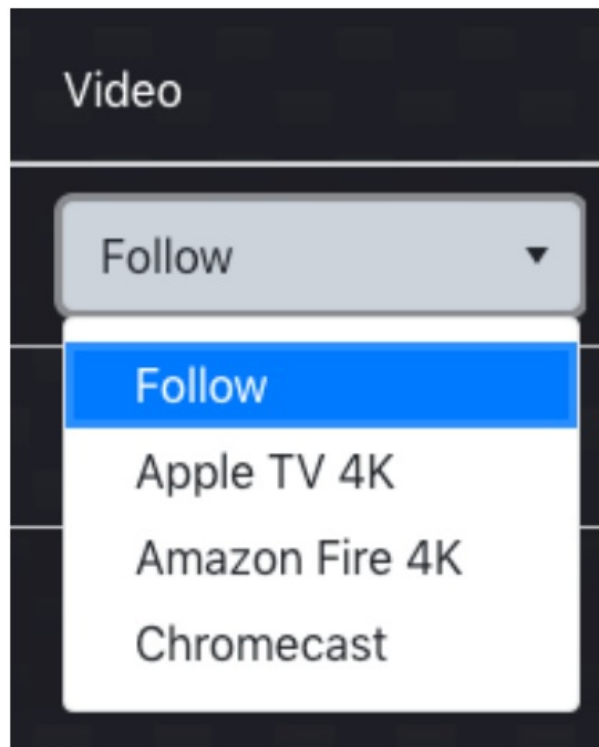 Video
Follow
Follow
Apple TV 4K
Amazon Fire 4K
Chromecast